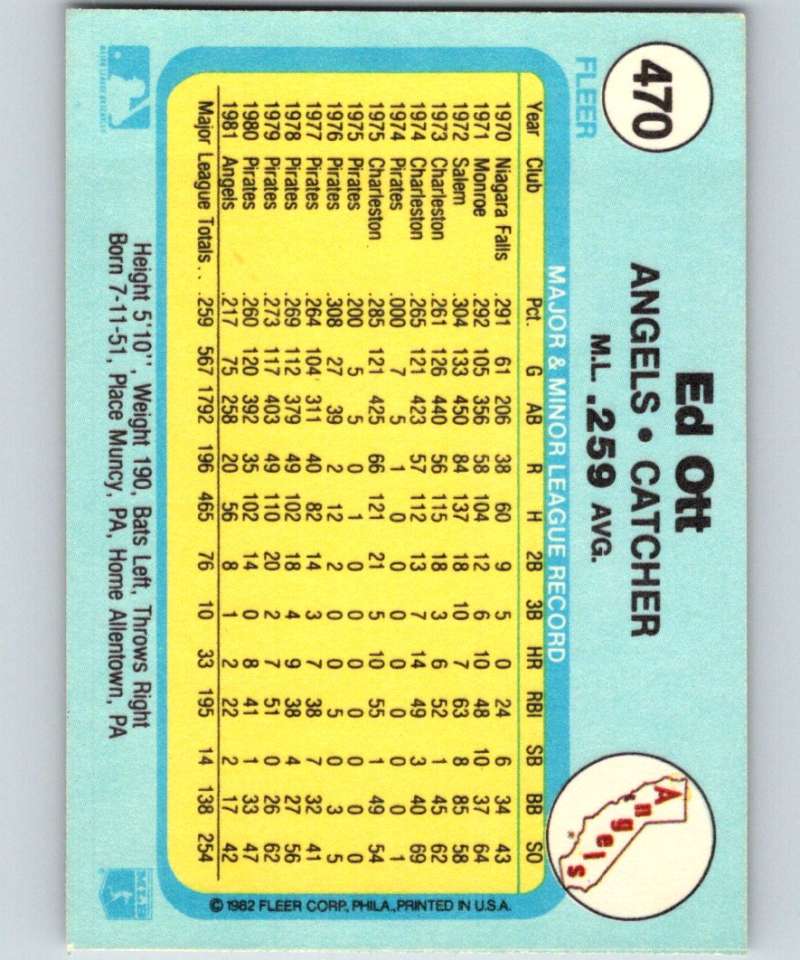 470
FLEER
Ed Ott
ANGELS • CATCHER
M.L. .259 AVG.
Angels
MAJOR & MINOR LEAGUE RECORD
Year Club Pct. G AB R H 2B 3B HR RBI SB BB SO
1970 Niagara Falls .291 61 206 38 60 9 5 0 24 6 34 43
1971 Monroe .292 105 356 58 104 12 6 10 48 10 37 64
1972 Salem .304 133 450 84 137 18 10 7 63 8 85 58
1973 Charleston .261 126 440 56 115 18 3 6 52 1 45 62
1974 Charleston .265 121 423 57 112 13 7 14 49 3 40 69
1974 Pirates .000 7 5 1 0 0 0 0 0 0 0 1
1975 Charleston .285 121 425 66 121 21 5 10 55 1 49 54
1975 Pirates .200 5 5 0 1 0 0 0 0 0 0 0
1976 Pirates .308 27 39 2 12 2 0 0 5 0 3 5
1977 Pirates .264 104 311 40 82 14 3 7 38 7 32 41
1978 Pirates .269 112 379 49 102 18 4 9 38 4 27 56
1979 Pirates .273 117 403 49 110 20 2 7 51 0 26 62
1980 Pirates .260 120 392 35 102 14 0 8 41 1 33 47
1981 Angels .217 75 258 20 56 8 1 2 22 2 17 42
Major League Totals . . .259 567 1792 196 465 76 10 33 195 14 138 254
© 1982 FLEER CORP., PHILA., PRINTED IN U.S.A.
Height 5'10", Weight 190, Bats Left, Throws Right
Born 7-11-51, Place Muncy, PA, Home Allentown, PA